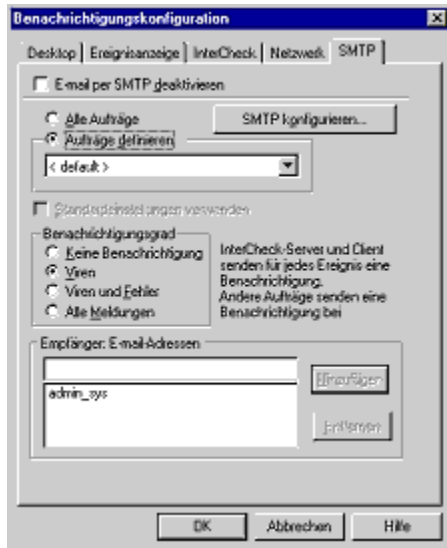 Benachrichtigungskonfiguration
Desktop Ereignisanzeige InterCheck Netzwerk SMTP
E-mail per SMTP deaktivieren
Alle Aufträge
SMTP konfigurieren...
Aufträge definieren
< default >
Standardeinstellungen verwenden
Benachrichtigungsgrad
Keine Benachrichtigung
Viren
Viren und Fehler
Alle Meldungen
InterCheck-Server und Client
senden für jedes Ereignis eine
Benachrichtigung.
Andere Aufträge senden eine
Benachrichtigung bei
Empfänger: E-mail-Adressen
Hinzufügen
admin_sys
Entfernen
OK Abbrechen Hilfe